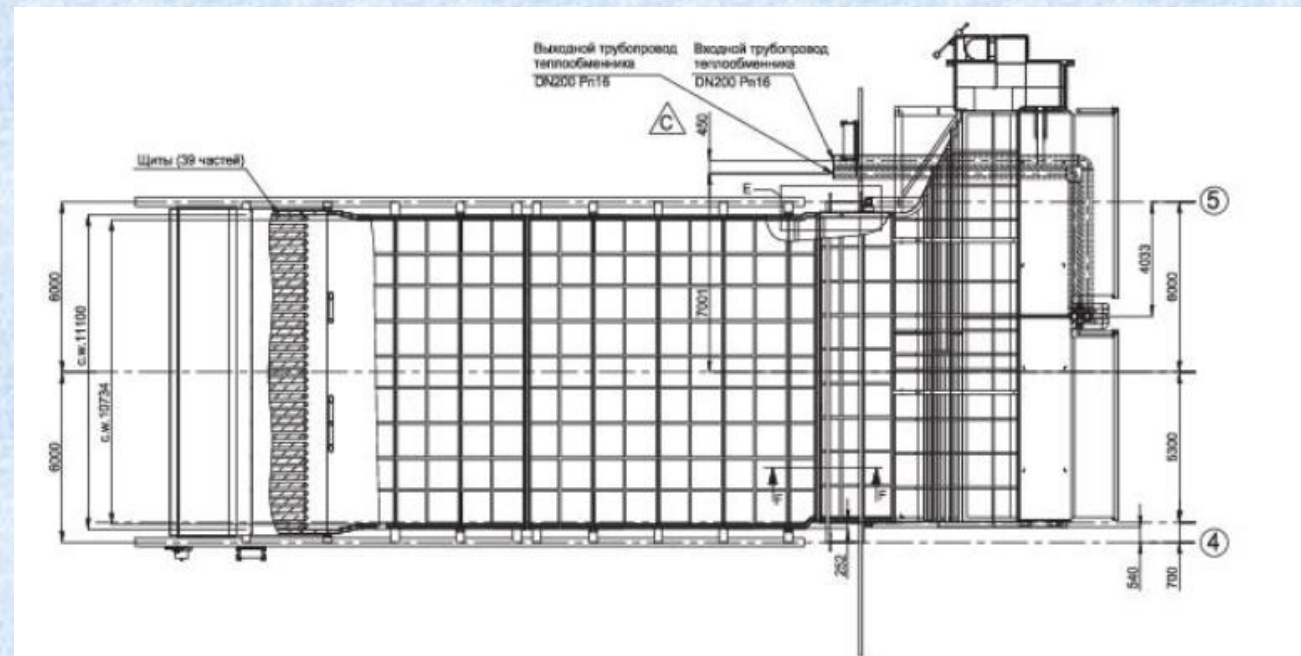 Выходной трубопровод
теплообменника
DN200 Pn16
Входной трубопровод
теплообменника
DN200 Pn16
C
450
Щиты (39 частей)
E
5
6000
c.w.11100
c.w.10734
6000
7001
4033
6000
5300
252
540
700
4